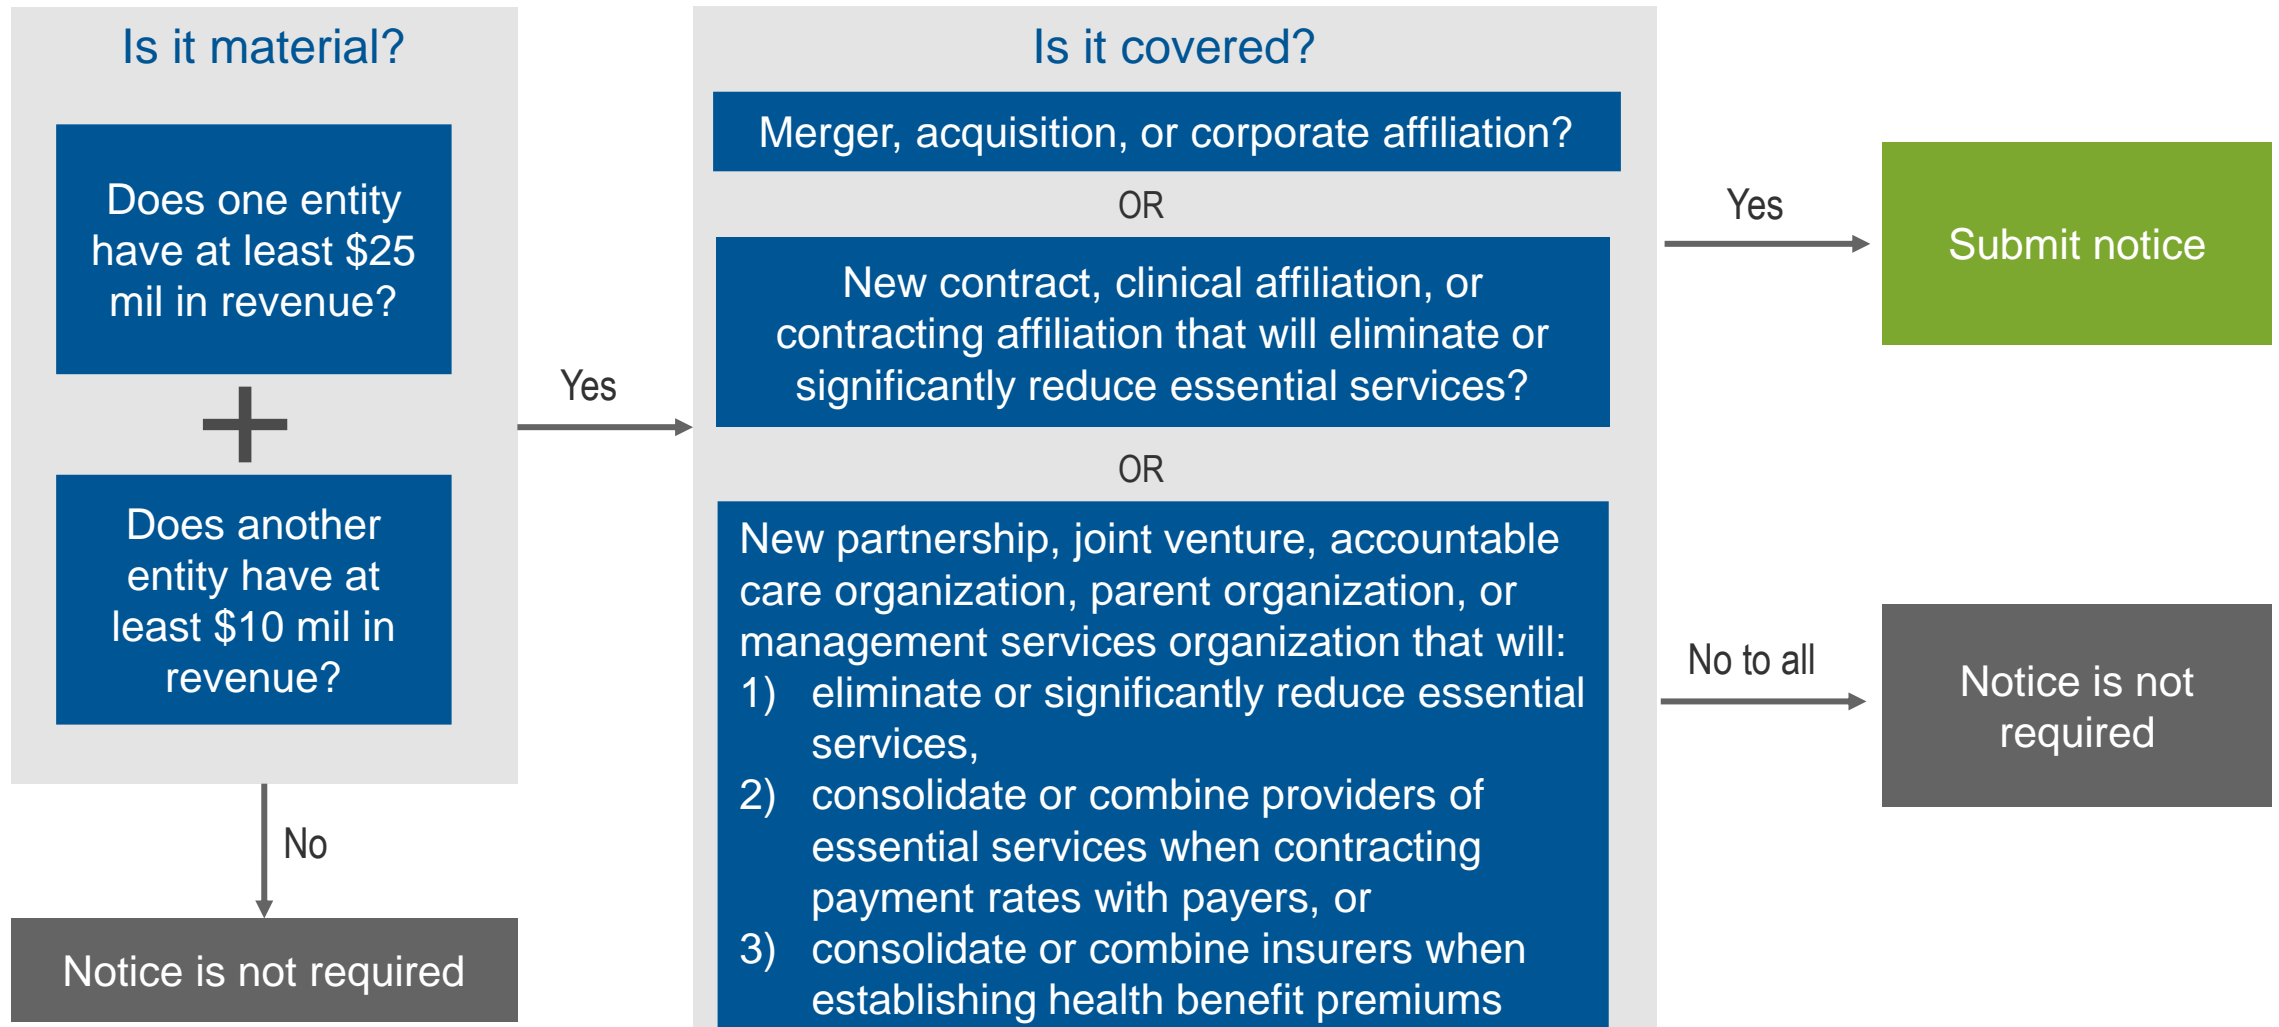 Is it material?
Does one entity
have at least $25
mil in revenue?
+
Does another
entity have at
least $10 mil in
revenue?
No
Notice is not required
Yes
Is it covered?
Merger, acquisition, or corporate affiliation?
OR
New contract, clinical affiliation, or
contracting affiliation that will eliminate or
significantly reduce essential services?
OR
New partnership, joint venture, accountable
care organization, parent organization, or
management services organization that will:
1) eliminate or significantly reduce essential
services,
2) consolidate or combine providers of
essential services when contracting
payment rates with payers, or
3) consolidate or combine insurers when
establishing health benefit premiums
Yes
Submit notice
No to all
Notice is not
required